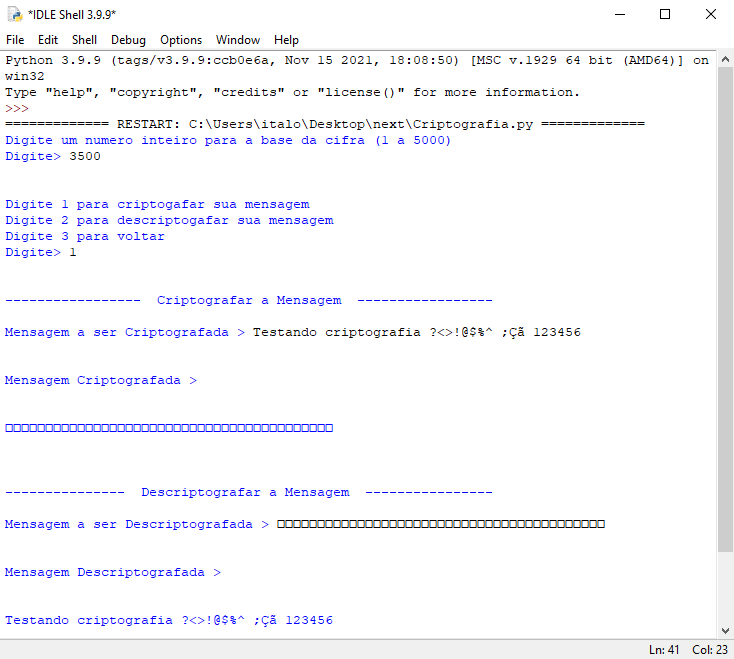 *IDLE Shell 3.9.9*
File Edit Shell Debug Options Window Help
Python 3.9.9 (tags/v3.9.9:ccb0e6a, Nov 15 2021, 18:08:50) [MSC v.1929 64 bit (AMD64)] on
win32
Type "help", "copyright", "credits" or "license()" for more information.
>>>
============= RESTART: C:\Users\italo\Desktop\next\Criptografia.py =============
Digite um numero inteiro para a base da cifra (1 a 5000)
Digite> 3500
Digite 1 para criptogafar sua mensagem
Digite 2 para descriptogafar sua mensagem
Digite 3 para voltar
Digite> 1
----------------- Criptografar a Mensagem -----------------
Mensagem a ser Criptografada > Testando criptografia ?<>!@$%^ ;Çã 123456
Mensagem Criptografada >
□□□□□□□□□□□□□□□□□□□□□□□□□□□□□□□□□□□□□□□□□
--------------- Descriptografar a Mensagem ----------------
Mensagem a ser Descriptografada > □□□□□□□□□□□□□□□□□□□□□□□□□□□□□□□□□□□□□□□□□
Mensagem Descriptografada >
Testando criptografia ?<>!@$%^ ;Çã 123456
Ln: 41 Col: 23